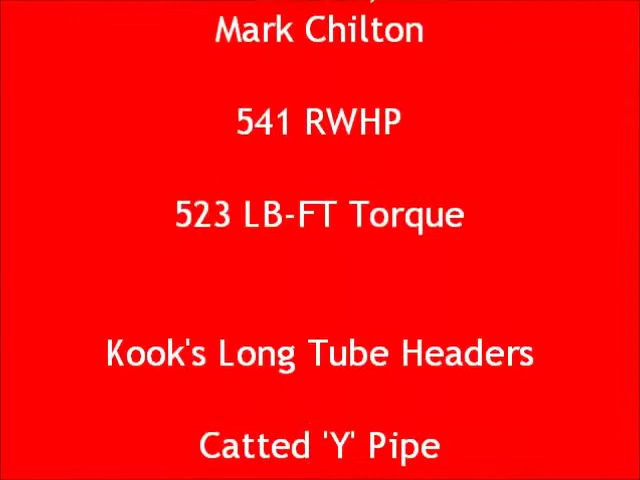 Mark Chilton
541 RWHP
523 LB-FT Torque
Kook's Long Tube Headers
Catted 'Y' Pipe